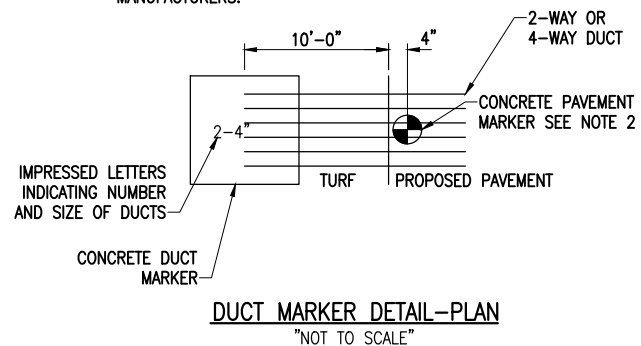 MANUFACTURERS.
10'-0"
4"
2-WAY OR
4-WAY DUCT
CONCRETE PAVEMENT
MARKER SEE NOTE 2
2-4"
IMPRESSED LETTERS
INDICATING NUMBER
AND SIZE OF DUCTS
TURF
PROPOSED PAVEMENT
CONCRETE DUCT
MARKER
DUCT MARKER DETAIL-PLAN
"NOT TO SCALE"